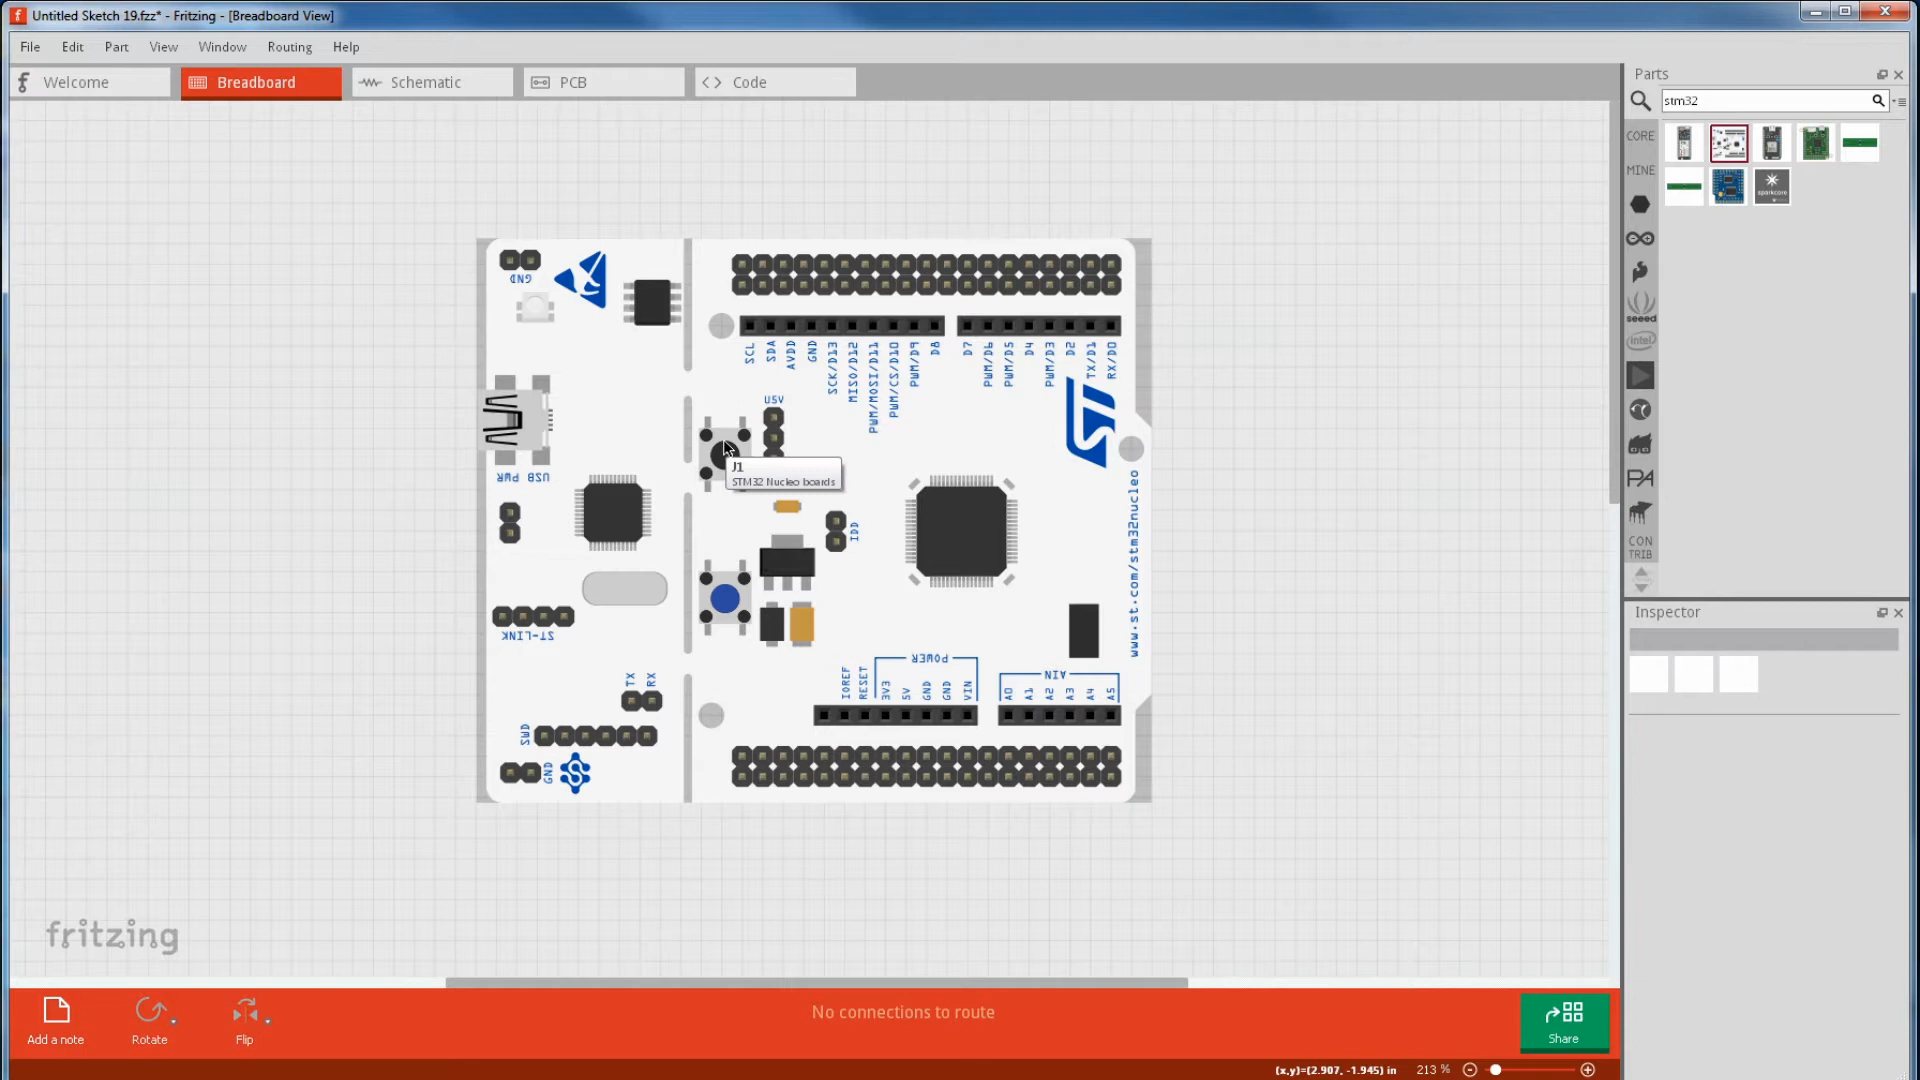 Untitled Sketch 19.fzz* - Fritzing - [Breadboard View]
File Edit Part View Window Routing Help
Welcome Breadboard Schematic PCB Code
Parts
stm32
CORE
MINE
seeed
intel
PA
CON
TRIB
Inspector
GND
SCL SDA AVDD GND SCK/D13 MISO/D12 PWM/MOSI/D11 PWM/CS/D10 PWM/D9 D8 D7 PWM/D6 PWM/D5 D4 PWM/D3 D2 TX/D1 RX/D0
U5V
J1
STM32 Nucleo boards
USB PWR
IDD
www.st.com/stm32nucleo
ST-LINK
TX RX
SWD
GND
POWER
IOREF RESET 3V3 5V GND GND VIN
AIN
A0 A1 A2 A3 A4 A5
sparkcore
fritzing
Add a note
Rotate
Flip
No connections to route
Share
(x,y)=(2.907, -1.945) in 213 %